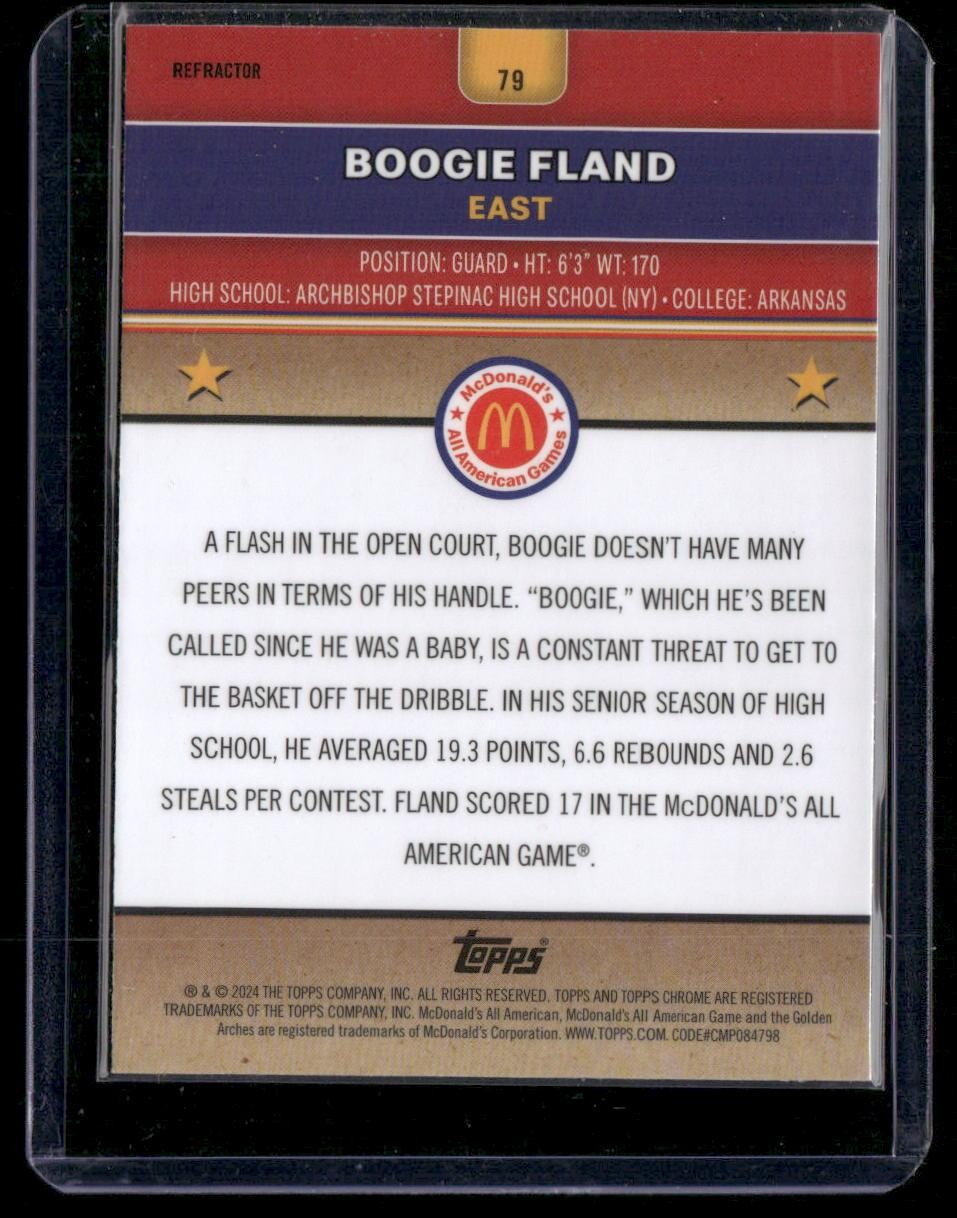 REFRACTOR
79
BOOGIE FLAND
EAST
POSITION: GUARD • HT: 6'3" WT: 170
HIGH SCHOOL: ARCHBISHOP STEPINAC HIGH SCHOOL (NY) • COLLEGE: ARKANSAS
McDonald's
All American Games
A FLASH IN THE OPEN COURT, BOOGIE DOESN'T HAVE MANY
PEERS IN TERMS OF HIS HANDLE. “BOOGIE,” WHICH HE'S BEEN
CALLED SINCE HE WAS A BABY, IS A CONSTANT THREAT TO GET TO
THE BASKET OFF THE DRIBBLE. IN HIS SENIOR SEASON OF HIGH
SCHOOL, HE AVERAGED 19.3 POINTS, 6.6 REBOUNDS AND 2.6
STEALS PER CONTEST. FLAND SCORED 17 IN THE McDONALD'S ALL
AMERICAN GAME®.
topps®
® & © 2024 THE TOPPS COMPANY, INC. ALL RIGHTS RESERVED. TOPPS AND TOPPS CHROME ARE REGISTERED
TRADEMARKS OF THE TOPPS COMPANY, INC. McDonald's All American, McDonald's All American Game and the Golden
Arches are registered trademarks of McDonald's Corporation. WWW.TOPPS.COM. CODE#CMP084798